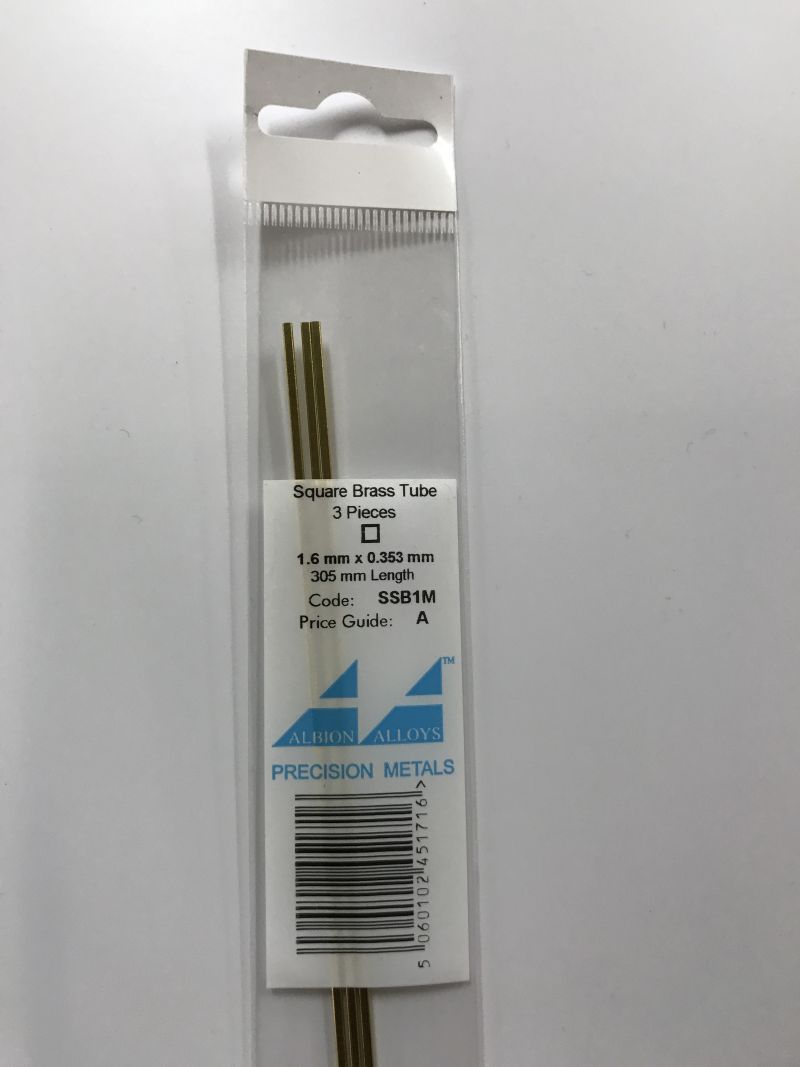 Square Brass Tube
3 Pieces
1.6 mm x 0.353 mm
305 mm Length
Code: SSB1M
Price Guide: A
TM
ALBION ALLOYS
PRECISION METALS
5 060102 451716 >